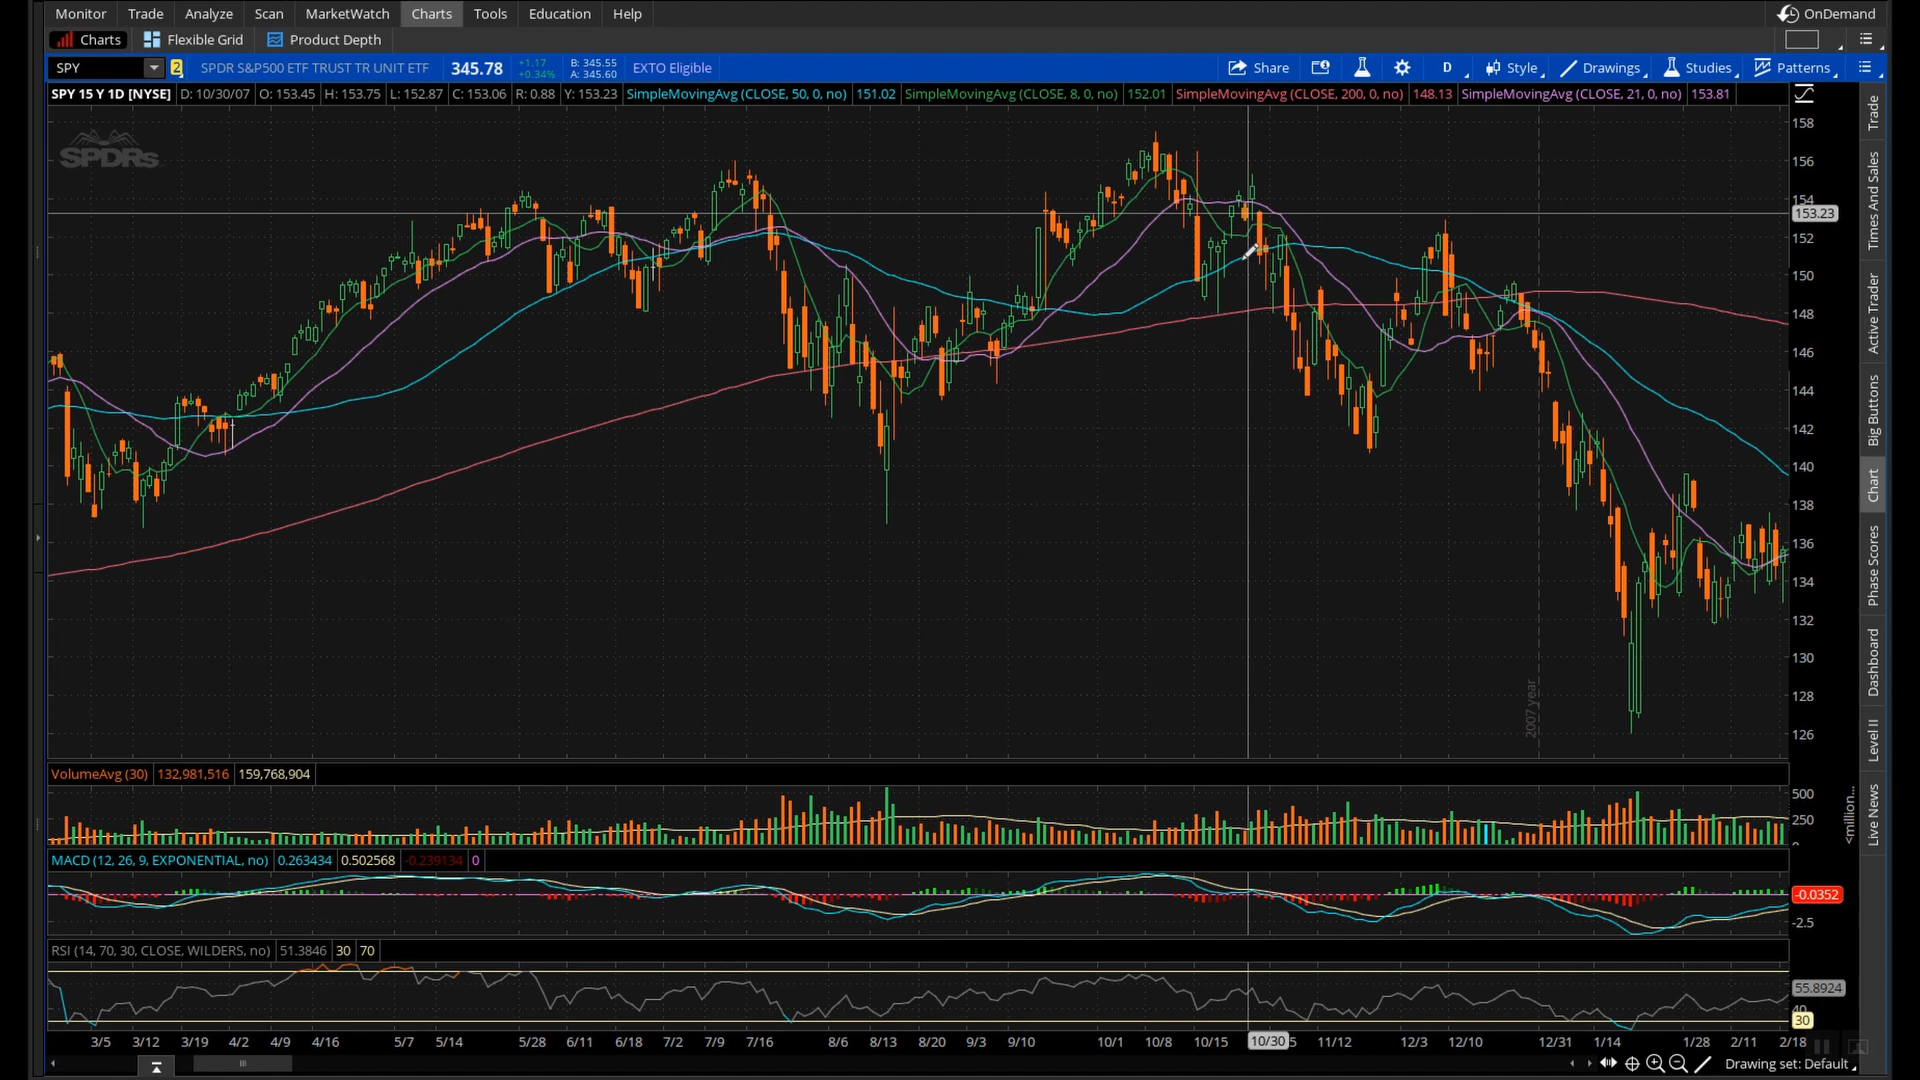 Monitor Trade Analyze Scan MarketWatch Charts Tools Education Help OnDemand
Charts Flexible Grid Product Depth
SPY 2 SPDR S&P500 ETF TRUST TR UNIT ETF 345.78 +1.17 +0.34% B: 345.55 A: 345.60 EXTO Eligible Share D Style Drawings Studies Patterns
SPY 15 Y 1D [NYSE] D: 10/30/07 O: 153.45 H: 153.75 L: 152.87 C: 153.06 R: 0.88 Y: 153.23 SimpleMovingAvg (CLOSE, 50, 0, no) 151.02 SimpleMovingAvg (CLOSE, 8, 0, no) 152.01 SimpleMovingAvg (CLOSE, 200, 0, no) 148.13 SimpleMovingAvg (CLOSE, 21, 0, no) 153.81
SPDRs
158
156
154
153.23
152
150
148
146
144
142
140
138
136
134
132
130
128
126
2007 year
VolumeAvg (30) 132,981,516 159,768,904
500
250
<million...
MACD (12, 26, 9, EXPONENTIAL, no) 0.263434 0.502568 -0.239134 0
-0.0352
-2.5
RSI (14, 70, 30, CLOSE, WILDERS, no) 51.3846 30 70
55.8924
30
3/5 3/12 3/19 4/2 4/9 4/16 5/7 5/14 5/28 6/11 6/18 7/2 7/9 7/16 8/6 8/13 8/20 9/3 9/10 10/1 10/8 10/15 10/30 5 11/12 12/3 12/10 12/31 1/14 1/28 2/11 2/18
Drawing set: Default
Trade
Times And Sales
Active Trader
Big Buttons
Chart
Phase Scores
Dashboard
Level II
Live News